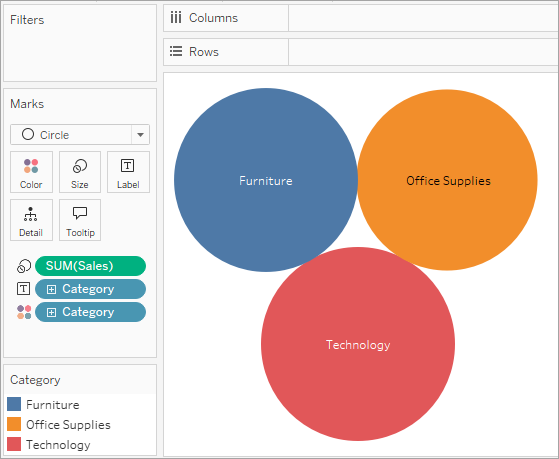 Filters
Columns
Rows
Marks
Circle
Color
Size
Label
Detail
Tooltip
SUM(Sales)
Category
Category
Category
Furniture
Office Supplies
Technology
Furniture
Office Supplies
Technology